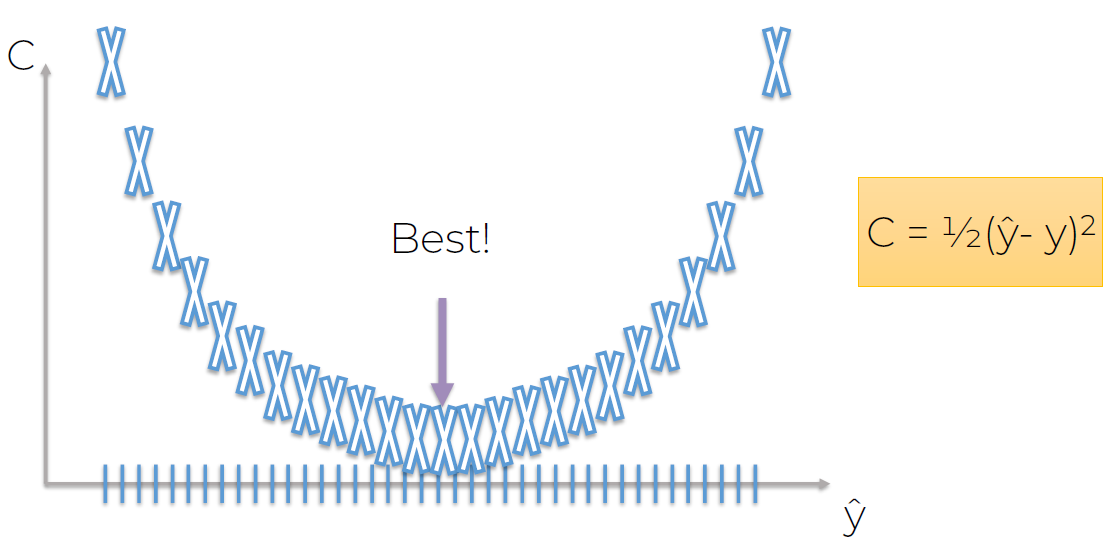 C
Best!
C = ½(ŷ- y)²
ŷ